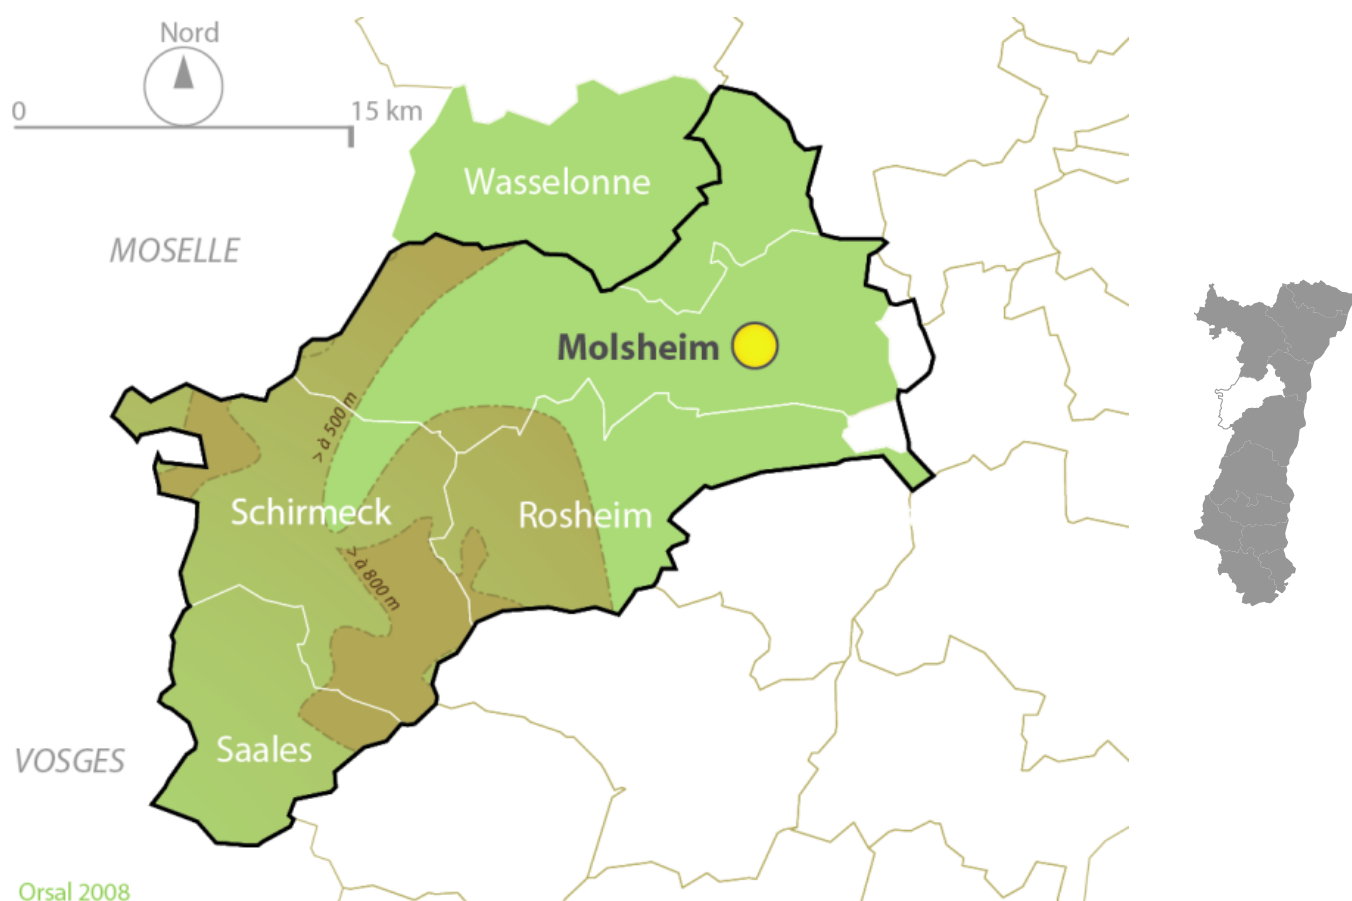 Nord
0
15 km
Wasselonne
MOSELLE
Molsheim
> à 500 m
Schirmeck
Rosheim
> à 800 m
Saales
VOSGES
Orsal 2008